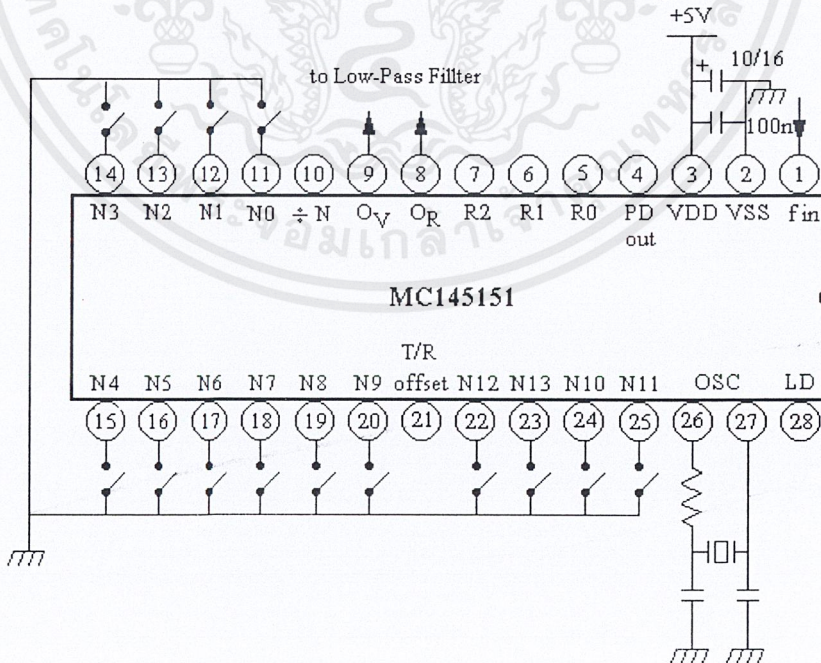 +5V
10/16
+
to Low-Pass Fillter
100n
14 13 12 11 10 9 8 7 6 5 4 3 2 1
N3 N2 N1 N0 ÷N OV OR R2 R1 R0 PD out VDD VSS fin
MC145151
T/R
N4 N5 N6 N7 N8 N9 offset N12 N13 N10 N11 OSC LD
15 16 17 18 19 20 21 22 23 24 25 26 27 28